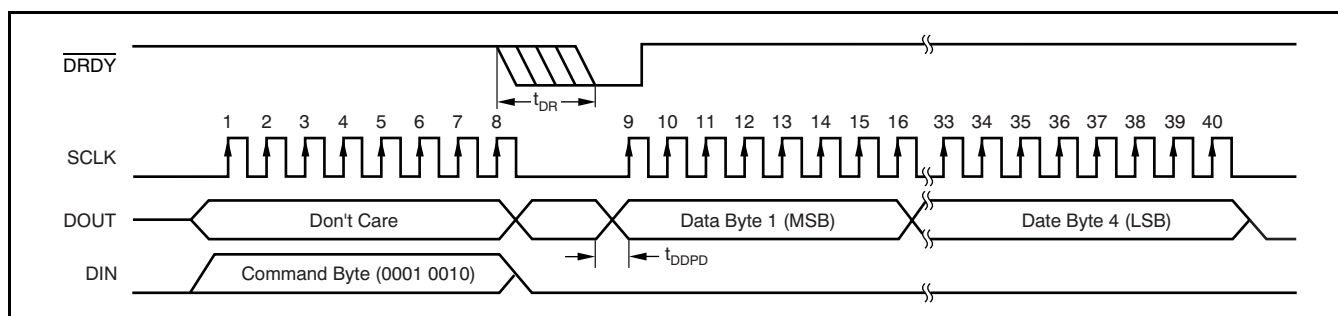 DRDY
tDR
1 2 3 4 5 6 7 8 9 10 11 12 13 14 15 16 33 34 35 36 37 38 39 40
SCLK
DOUT Don't Care Data Byte 1 (MSB) Date Byte 4 (LSB)
tDDPD
DIN Command Byte (0001 0010)